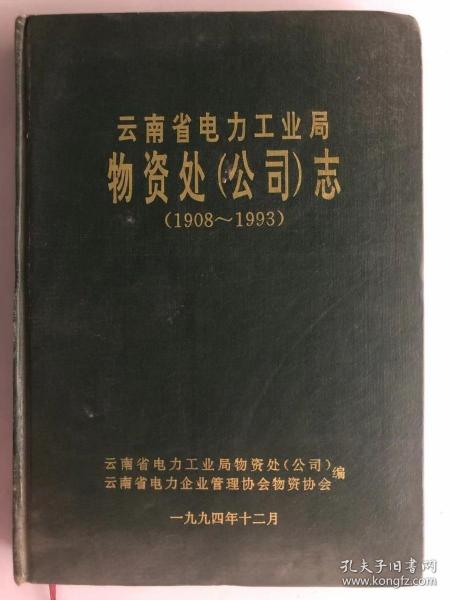 云南省电力工业局
物资处(公司)志
(1908～1993)
云南省电力工业局物资处(公司)
云南省电力企业管理协会物资协会 编
一九九四年十二月
孔夫子旧书网
www.kongfz.com